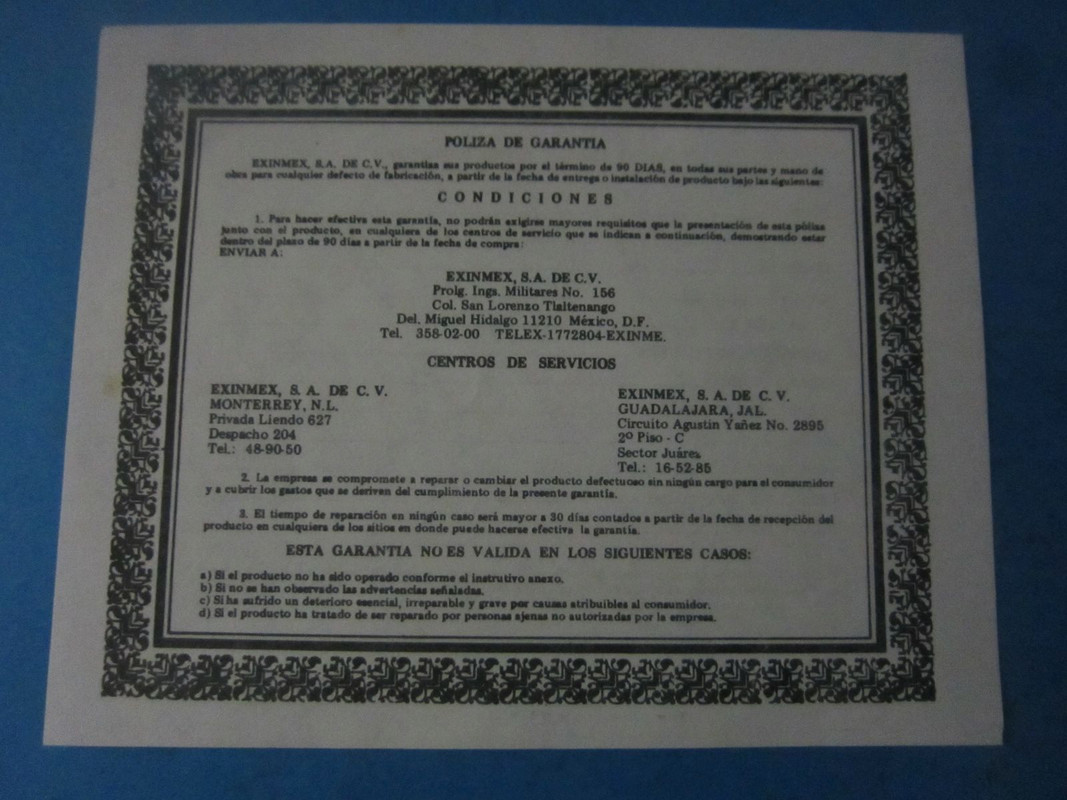 POLIZA DE GARANTIA
EXINMEX, S.A. DE C.V., garantiza sus productos por el término de 90 DIAS, en todas sus partes y mano de
obra para cualquier defecto de fabricación, a partir de la fecha de entrega o instalación de producto bajo las siguientes:
CONDICIONES
1. Para hacer efectiva esta garantía, no podrán exigirse mayores requisitos que la presentación de esta póliza
junto con el producto, en cualquiera de los centros de servicio que se indican a continuación, demostrando estar
dentro del plazo de 90 días a partir de la fecha de compra:
ENVIAR A:
EXINMEX, S.A. DE C.V.
Prolg. Ings. Militares No. 156
Col. San Lorenzo Tlaltenango
Del. Miguel Hidalgo 11210 México, D.F.
Tel. 358-02-00 TELEX-1772804-EXINME.
CENTROS DE SERVICIOS
EXINMEX, S. A. DE C. V.
MONTERREY, N.L.
Privada Liendo 627
Despacho 204
Tel.: 48-90-50
EXINMEX, S. A. DE C. V.
GUADALAJARA, JAL.
Circuito Agustin Yañez No. 2895
2º Piso - C
Sector Juárez
Tel.: 16-52-85
2. La empresa se compromete a reparar o cambiar el producto defectuoso sin ningún cargo para el consumidor
y a cubrir los gastos que se deriven del cumplimiento de la presente garantía.
3. El tiempo de reparación en ningún caso será mayor a 30 días contados a partir de la fecha de recepción del
producto en cualquiera de los sitios en donde puede hacerse efectiva la garantía.
ESTA GARANTIA NO ES VALIDA EN LOS SIGUIENTES CASOS:
a) Si el producto no ha sido operado conforme el instrutivo anexo.
b) Si no se han observado las advertencias señaladas.
c) Si ha sufrido un deterioro esencial, irreparable y grave por causas atribuibles al consumidor.
d) Si el producto ha tratado de ser reparado por personas ajenas no autorizadas por la empresa.